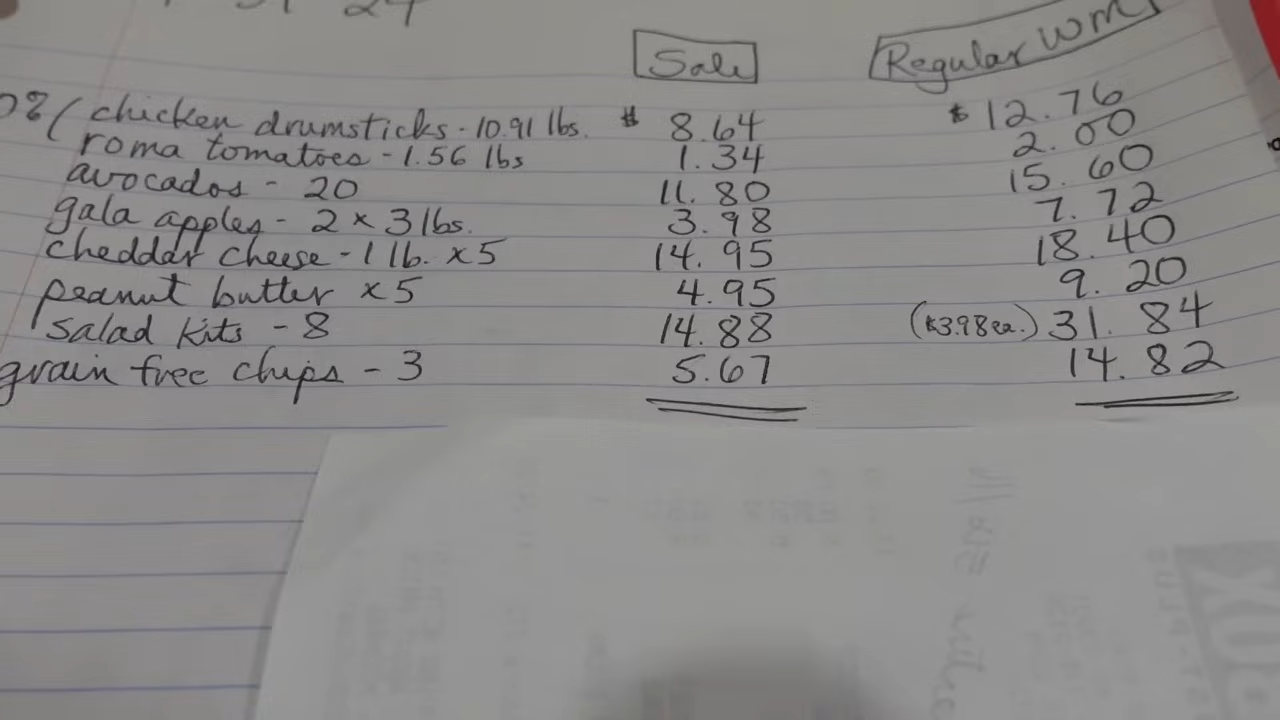 24
Sale Regular WM
chicken drumsticks - 10.91 lbs. $ 8.64 $ 12.76
roma tomatoes - 1.56 lbs 1.34 2.00
avocados - 20 11.80 15.60
gala apples - 2 x 3 lbs. 3.98 7.72
cheddar cheese - 1 lb. x 5 14.95 18.40
peanut butter x 5 4.95 9.20
salad kits - 8 14.88 ($3.98 ea.) 31.84
grain free chips - 3 5.67 14.82